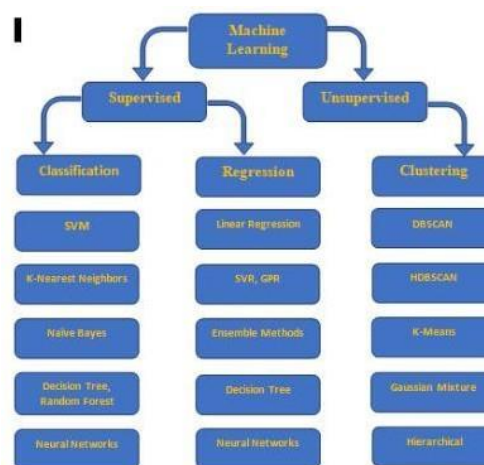 I
Machine
Learning
Supervised
Unsupervised
Classification
Regression
Clustering
SVM
Linear Regression
DBSCAN
K-Nearest Neighbors
SVR, GPR
HDBSCAN
Naïve Bayes
Ensemble Methods
K-Means
Decision Tree,
Random Forest
Decision Tree
Gaussian Mixture
Neural Networks
Neural Networks
Hierarchical